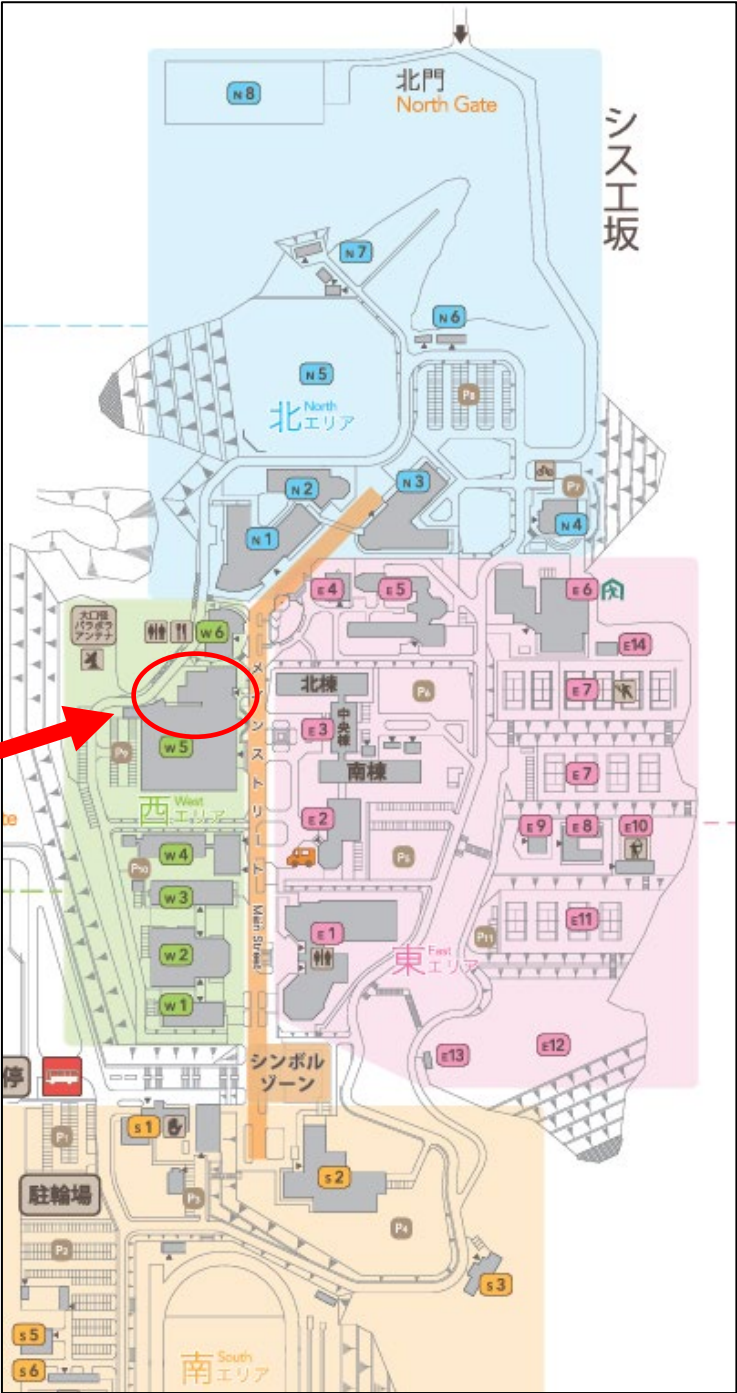 N8
北門
North Gate
シス工坂
N7
N6
N5
P8
北 North
エリア
N2
N3
P7
N1
N4
大口径
パラボラ
アンテナ
W6
E4
E5
E6
E14
メインストリート Main Street
北棟
P6
E7
中央棟
E3
W5
P9
南棟
E7
西 West
エリア
E2
E9
E8
E10
W4
P10
P5
W3
E11
E1
P11
W2
東 East
エリア
W1
E13
E12
シンボル
ゾーン
停
S1
P1
S2
駐輪場
P3
P4
P2
S3
S5
南 South
エリア
S6